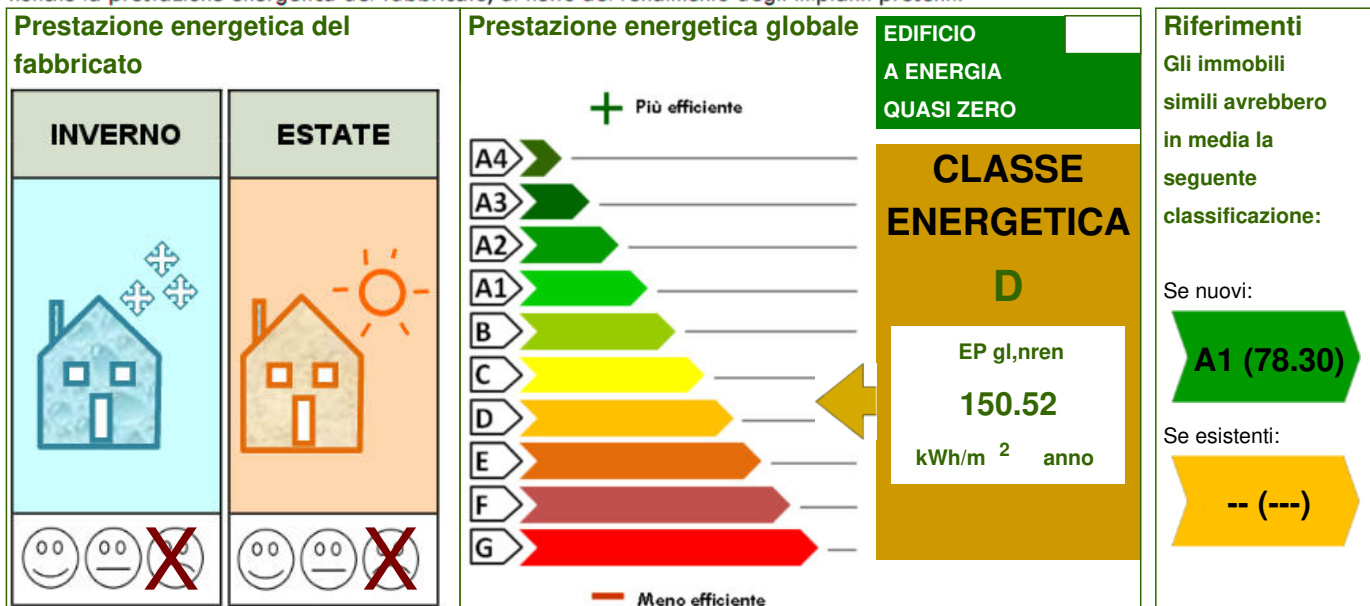 Prestazione energetica del
fabbricato
INVERNO
ESTATE
Prestazione energetica globale
Più efficiente
A4
A3
A2
A1
B
C
D
E
F
G
Meno efficiente
EDIFICIO
A ENERGIA
QUASI ZERO
CLASSE
ENERGETICA
D
EP gl,nren
150.52
kWh/m 2 anno
Riferimenti
Gli immobili
simili avrebbero
in media la
seguente
classificazione:
Se nuovi:
A1 (78.30)
Se esistenti:
-- (---)